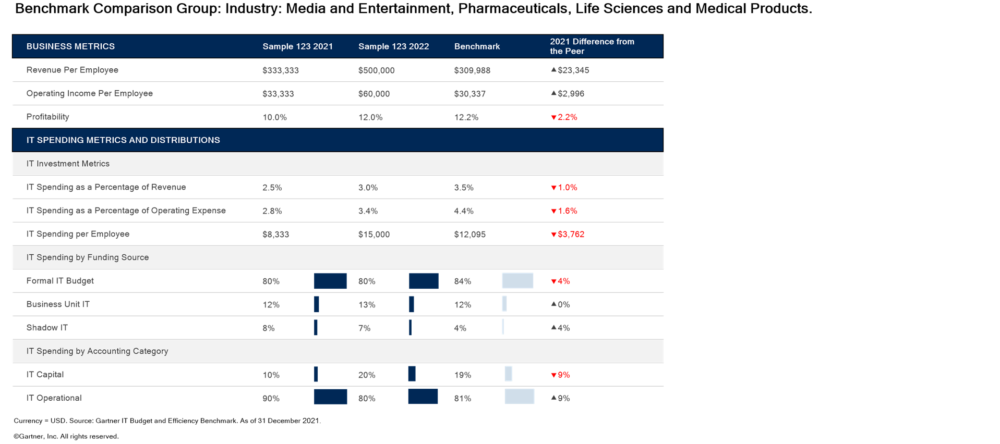 Benchmark Comparison Group: Industry: Media and Entertainment, Pharmaceuticals, Life Sciences and Medical Products.
BUSINESS METRICS Sample 123 2021 Sample 123 2022 Benchmark 2021 Difference from the Peer
Revenue Per Employee $333,333 $500,000 $309,988 ▲$23,345
Operating Income Per Employee $33,333 $60,000 $30,337 ▲$2,996
Profitability 10.0% 12.0% 12.2% ▼2.2%
IT SPENDING METRICS AND DISTRIBUTIONS
IT Investment Metrics
IT Spending as a Percentage of Revenue 2.5% 3.0% 3.5% ▼1.0%
IT Spending as a Percentage of Operating Expense 2.8% 3.4% 4.4% ▼1.6%
IT Spending per Employee $8,333 $15,000 $12,095 ▼$3,762
IT Spending by Funding Source
Formal IT Budget 80% 80% 84% ▼4%
Business Unit IT 12% 13% 12% ▲0%
Shadow IT 8% 7% 4% ▲4%
IT Spending by Accounting Category
IT Capital 10% 20% 19% ▼9%
IT Operational 90% 80% 81% ▲9%
Currency = USD. Source: Gartner IT Budget and Efficiency Benchmark. As of 31 December 2021.
©Gartner, Inc. All rights reserved.